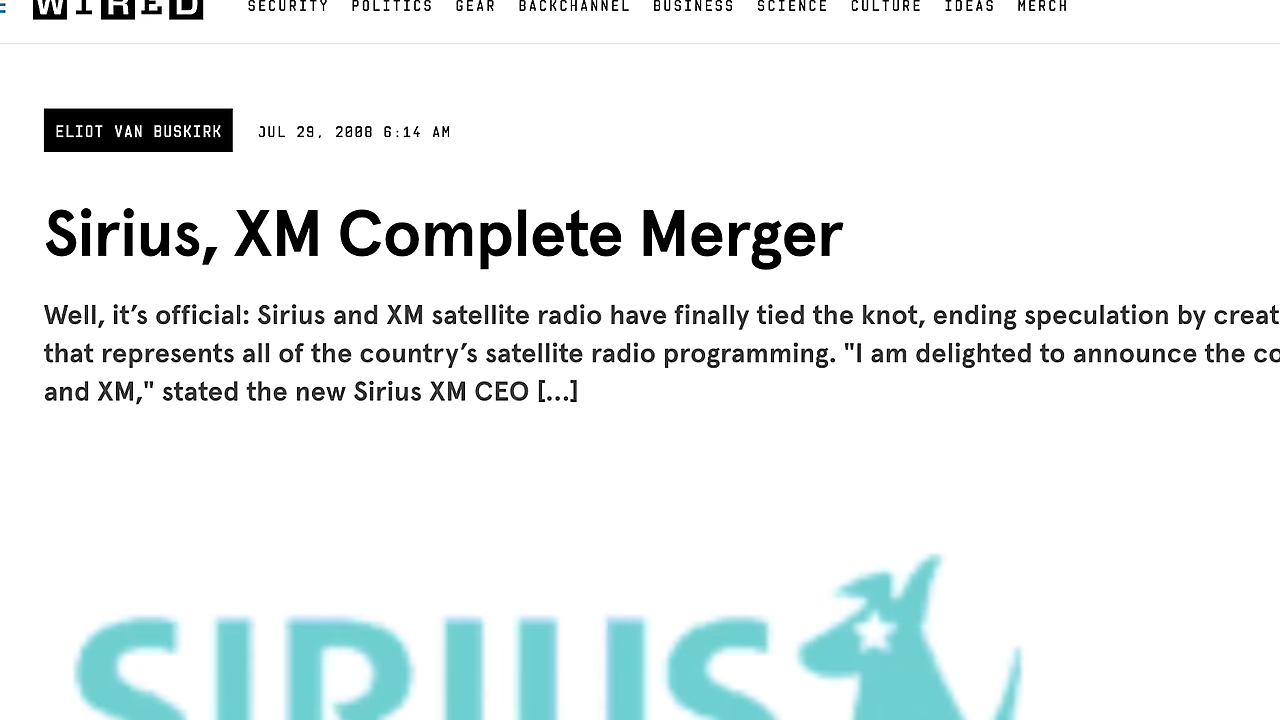 WIRED SECURITY POLITICS GEAR BACKCHANNEL BUSINESS SCIENCE CULTURE IDEAS MERCH
ELIOT VAN BUSKIRK JUL 29, 2008 6:14 AM
Sirius, XM Complete Merger
Well, it’s official: Sirius and XM satellite radio have finally tied the knot, ending speculation by creat
that represents all of the country’s satellite radio programming. "I am delighted to announce the co
and XM," stated the new Sirius XM CEO [...]
SIRIUS